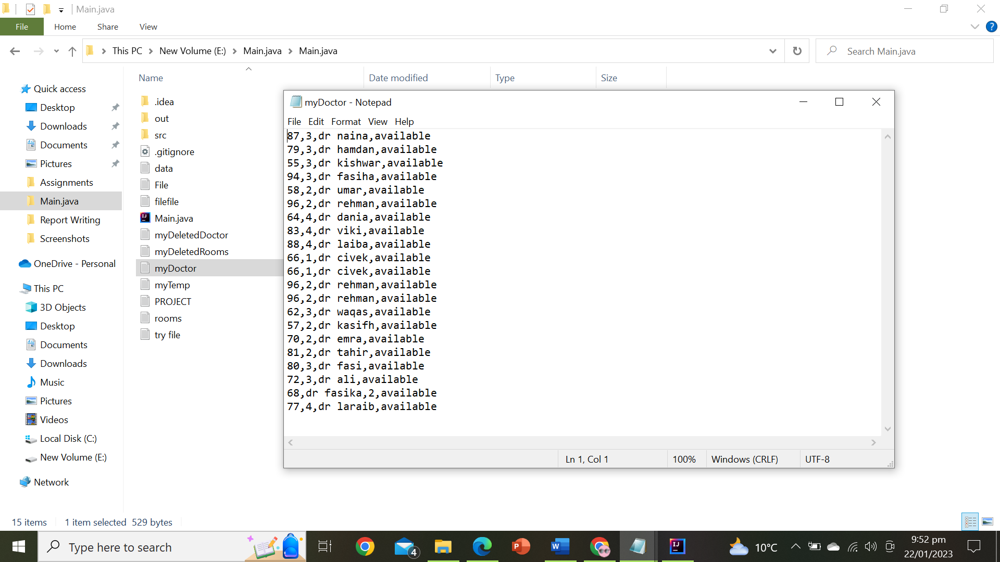 Main.java
File Home Share View
This PC New Volume (E:) Main.java Main.java
Search Main.java
Name Date modified Type Size
Quick access
Desktop
Downloads
Documents
Pictures
Assignments
Main.java
Report Writing
Screenshots
OneDrive - Personal
This PC
3D Objects
Desktop
Documents
Downloads
Music
Pictures
Videos
Local Disk (C:)
New Volume (E:)
Network
.idea
out
src
.gitignore
data
File
filefile
Main.java
myDeletedDoctor
myDeletedRooms
myDoctor
myTemp
PROJECT
rooms
try file
myDoctor - Notepad
File Edit Format View Help
87,3,dr naina,available
79,3,dr hamdan,available
55,3,dr kishwar,available
94,3,dr fasiha,available
58,2,dr umar,available
96,2,dr rehman,available
64,4,dr dania,available
83,4,dr viki,available
88,4,dr laiba,available
66,1,dr civek,available
66,1,dr civek,available
96,2,dr rehman,available
96,2,dr rehman,available
62,3,dr waqas,available
57,2,dr kasifh,available
70,2,dr emra,available
81,2,dr tahir,available
80,3,dr fasi,available
72,3,dr ali,available
68,dr fasika,2,available
77,4,dr laraib,available
Ln 1, Col 1 100% Windows (CRLF) UTF-8
15 items 1 item selected 529 bytes
Type here to search
4
10°C
9:52 pm
22/01/2023